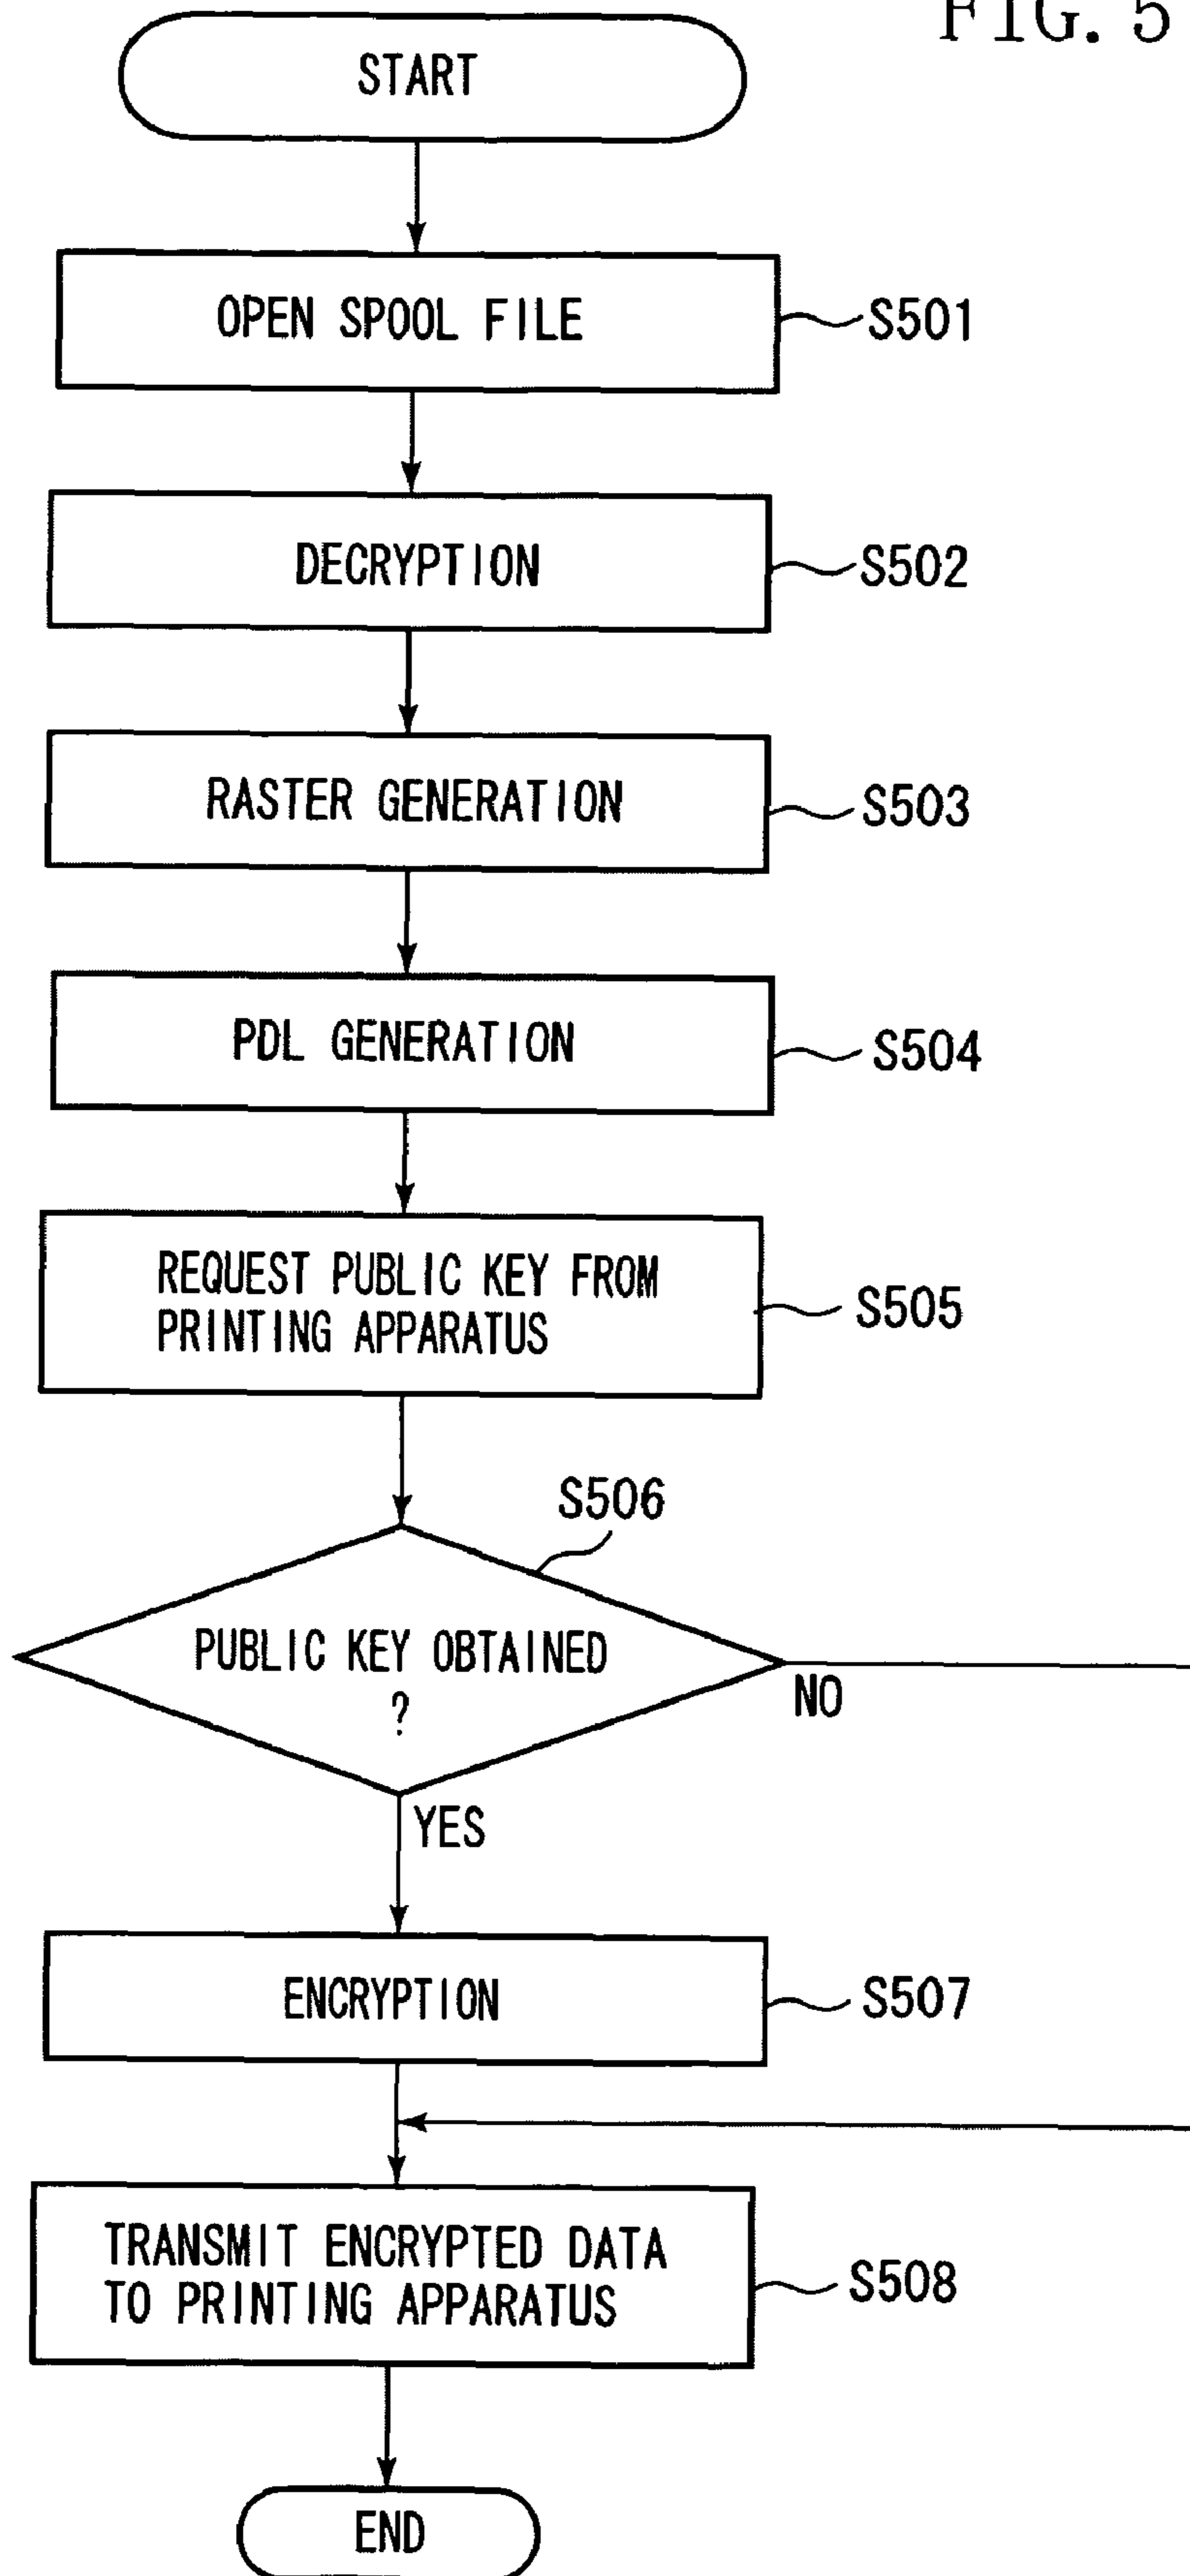 FIG. 5
START
OPEN SPOOL FILE
S501
DECRYPTION
S502
RASTER GENERATION
S503
PDL GENERATION
S504
REQUEST PUBLIC KEY FROM
PRINTING APPARATUS
S505
S506
PUBLIC KEY OBTAINED
?
NO
YES
ENCRYPTION
S507
TRANSMIT ENCRYPTED DATA
TO PRINTING APPARATUS
S508
END